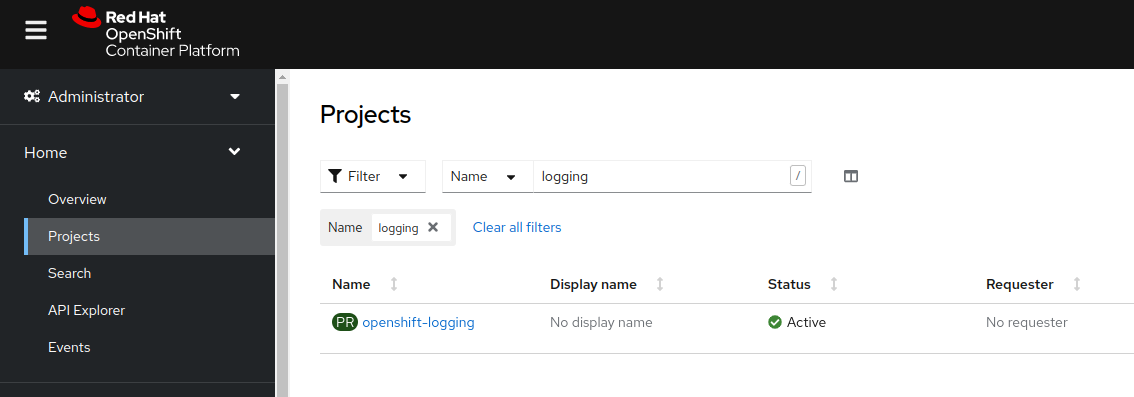 Red Hat
OpenShift
Container Platform
Administrator
Home
Overview
Projects
Search
API Explorer
Events
Projects
Filter Name logging /
Name logging Clear all filters
Name Display name Status Requester
PR openshift-logging No display name Active No requester